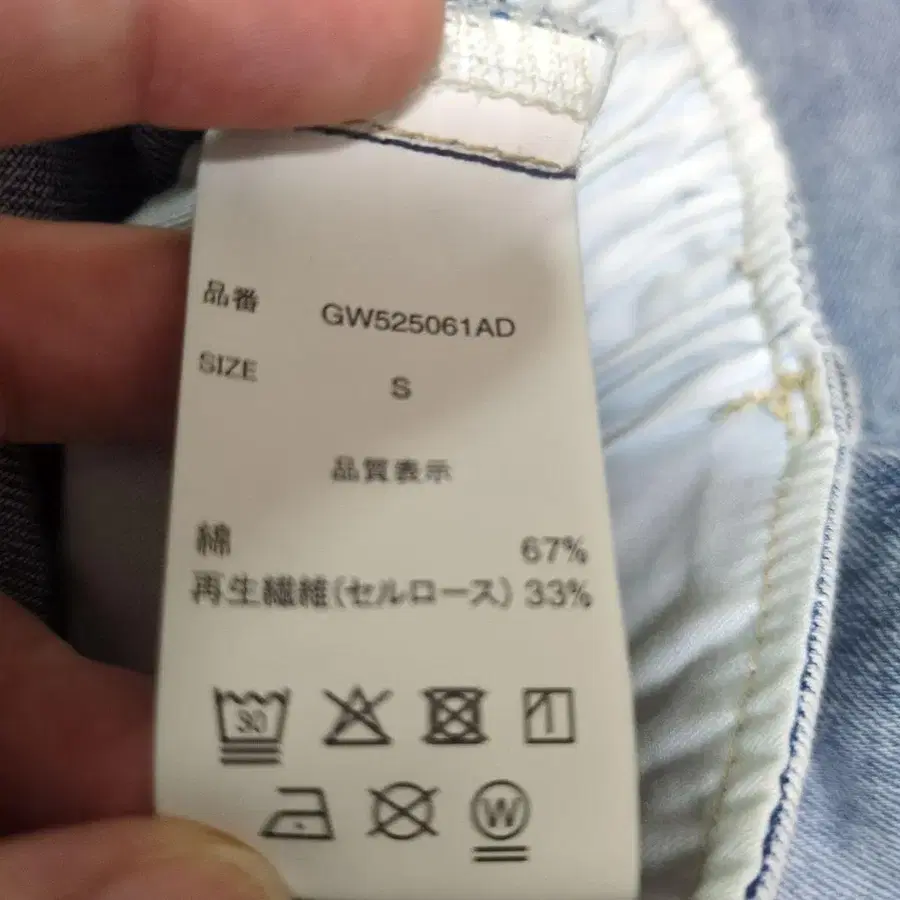 品番 GW525061AD
SIZE S
品質表示
綿 67%
再生繊維(セルロース) 33%
30
W